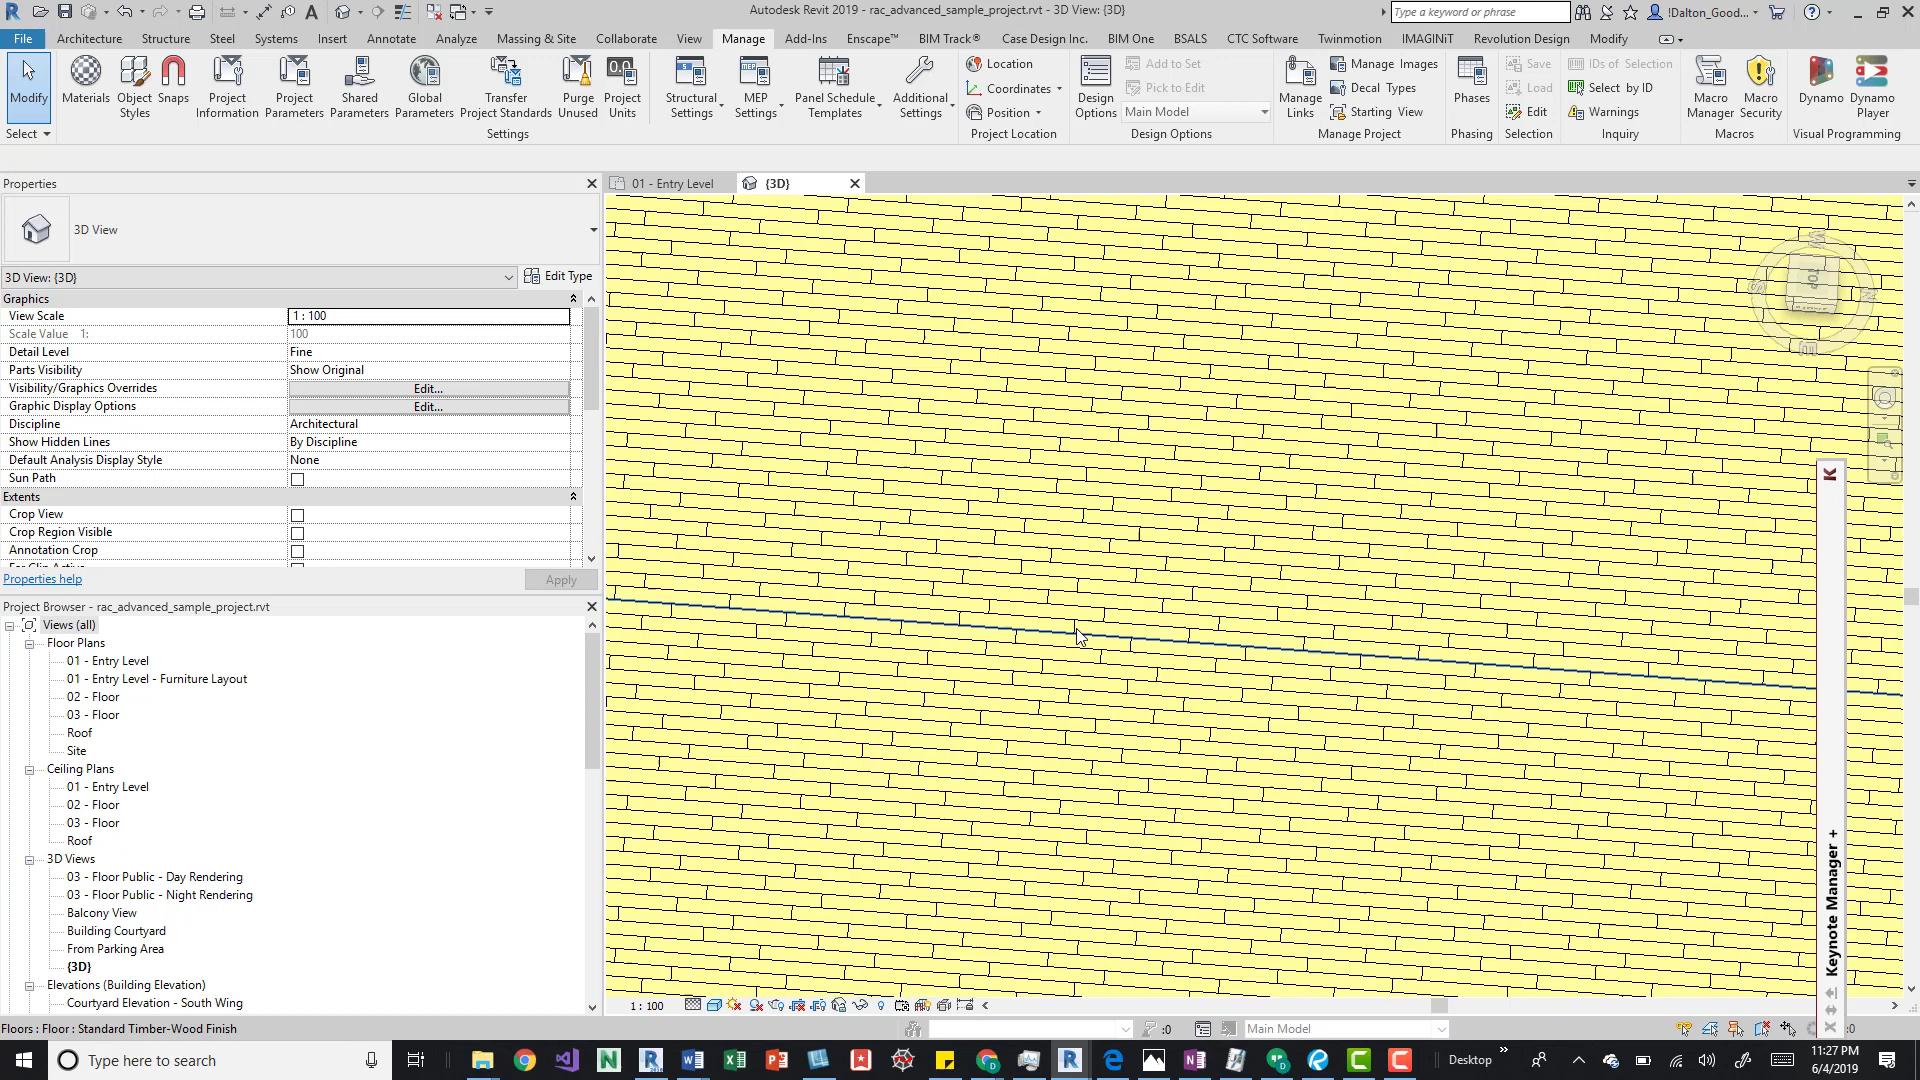 Autodesk Revit 2019 - rac_advanced_sample_project.rvt - 3D View: {3D}
Type a keyword or phrase
!Dalton_Good...
File Architecture Structure Steel Systems Insert Annotate Analyze Massing & Site Collaborate View Manage Add-Ins Enscape™ BIM Track® Case Design Inc. BIM One BSALS CTC Software Twinmotion IMAGINiT Revolution Design Modify
Modify
Materials
Object Styles
Snaps
Project Information
Project Parameters
Shared Parameters
Global Parameters
Transfer Project Standards
Purge Unused
Project Units
Structural Settings
MEP Settings
Panel Schedule Templates
Additional Settings
Location
Coordinates
Position
Design Options
Add to Set
Pick to Edit
Main Model
Manage Links
Manage Images
Decal Types
Starting View
Phases
Save
Load
Edit
IDs of Selection
Select by ID
Warnings
Macro Manager
Macro Security
Dynamo
Dynamo Player
Select
Settings
Project Location
Design Options
Manage Project
Phasing
Selection
Inquiry
Macros
Visual Programming
Properties
3D View
3D View: {3D}
Edit Type
Graphics
View Scale 1 : 100
Scale Value 1: 100
Detail Level Fine
Parts Visibility Show Original
Visibility/Graphics Overrides Edit...
Graphic Display Options Edit...
Discipline Architectural
Show Hidden Lines By Discipline
Default Analysis Display Style None
Sun Path
Extents
Crop View
Crop Region Visible
Annotation Crop
Properties help
Apply
Project Browser - rac_advanced_sample_project.rvt
Views (all)
Floor Plans
01 - Entry Level
01 - Entry Level - Furniture Layout
02 - Floor
03 - Floor
Roof
Site
Ceiling Plans
01 - Entry Level
02 - Floor
03 - Floor
Roof
3D Views
03 - Floor Public - Day Rendering
03 - Floor Public - Night Rendering
Balcony View
Building Courtyard
From Parking Area
{3D}
Elevations (Building Elevation)
Courtyard Elevation - South Wing
01 - Entry Level
{3D}
TOP
W
N
S
E
K
Keynote Manager +
1 : 100
Floors : Floor : Standard Timber-Wood Finish
:0
Main Model
:0
Type here to search
Desktop
11:27 PM
6/4/2019